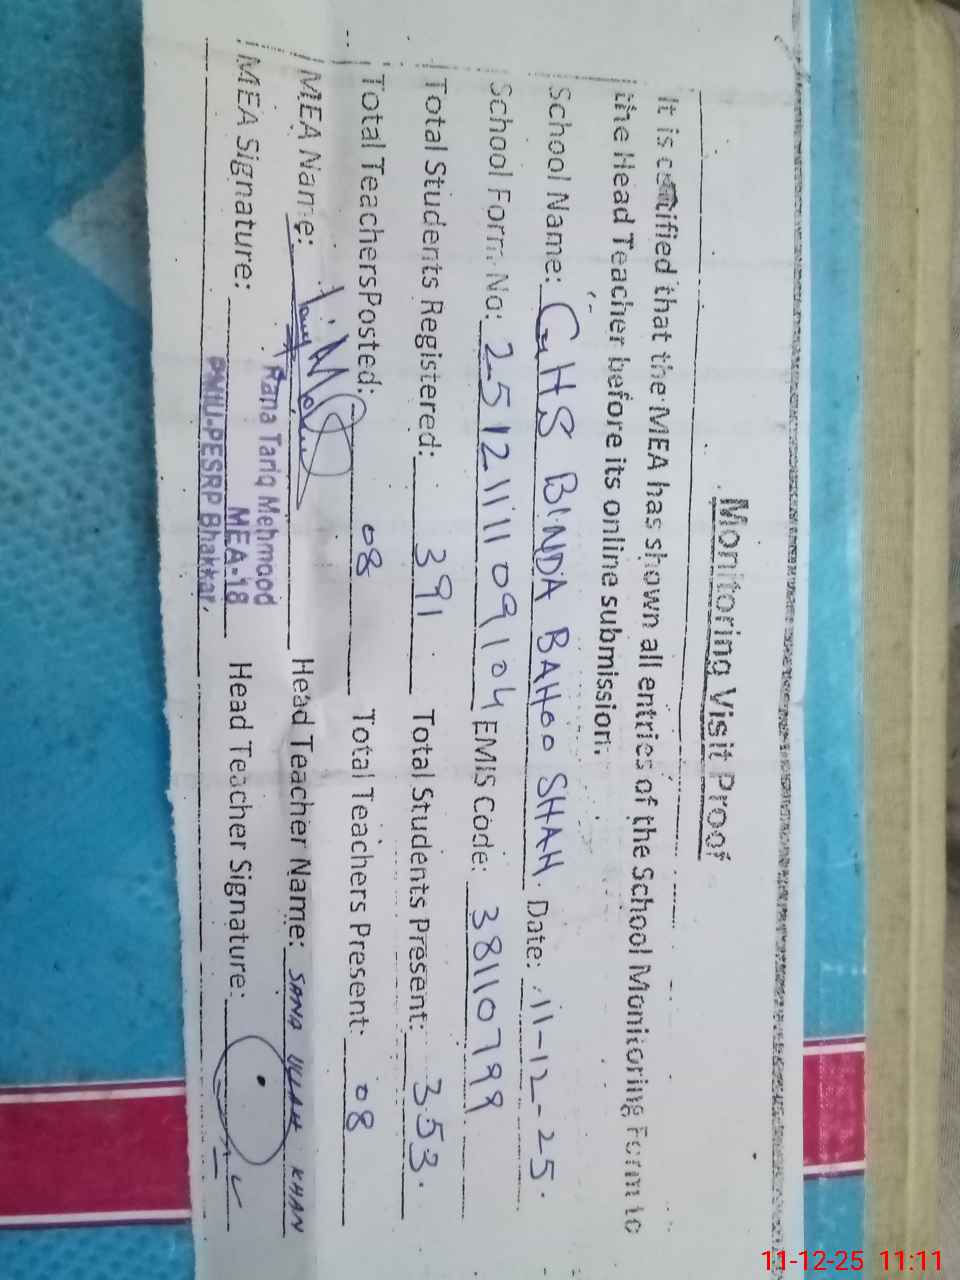 Monitoring Visit Proof
It is certified that the MEA has shown all entries of the School Monitoring Form to
the Head Teacher before its online submission.
School Name: GHS BINDA BAHOO SHAH. Date: 11-12-25.
School Form No: 251211109104 EMIS Code: 38110799
Total Students Registered: 391 Total Students Present: 353.
Total TeachersPosted: 08 Total Teachers Present: 08
MEA Name: Head Teacher Name: SANA ULLAH KHAN
Rana Tariq Mehmood
MEA Signature: MEA-18 Head Teacher Signature:
PMIU-PESRP Bhakkar.
11-12-25 11:11